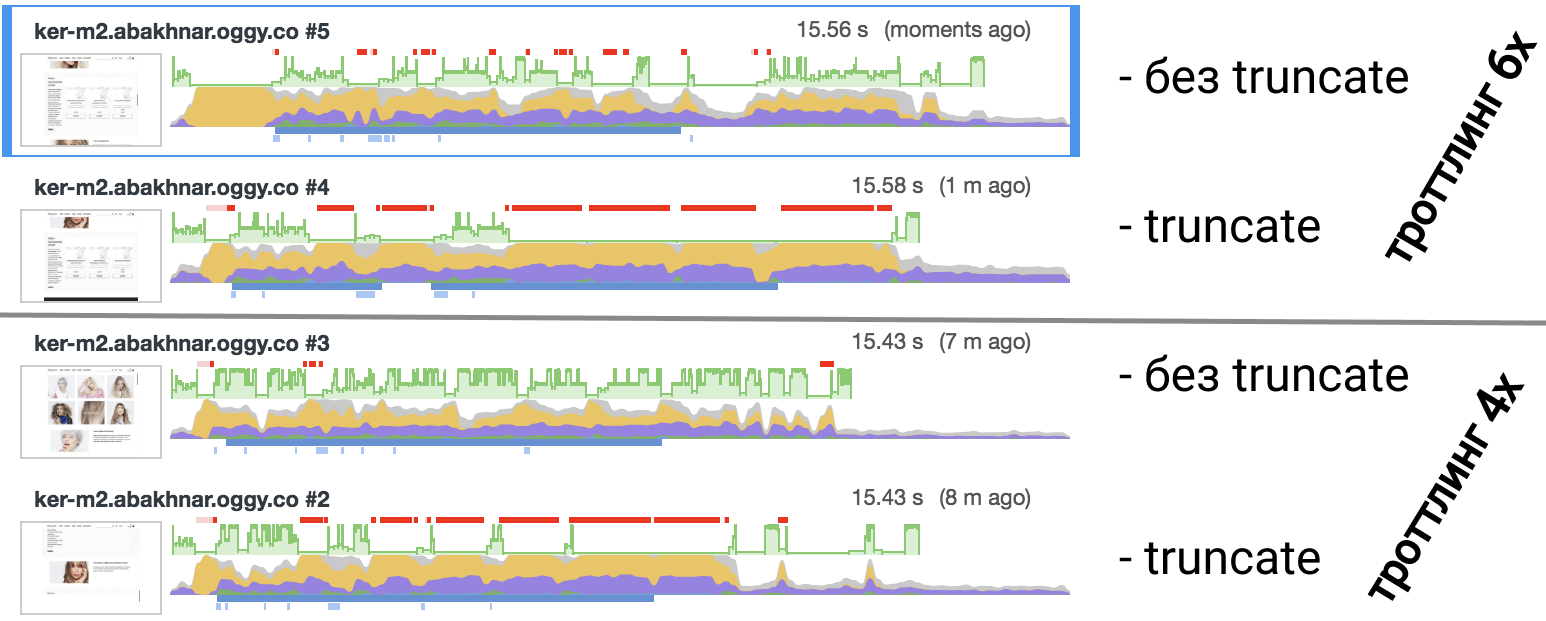 ker-m2.abakhnar.oggy.co #5 15.56 s (moments ago)
- без truncate
ker-m2.abakhnar.oggy.co #4 15.58 s (1 m ago)
- truncate
троттлинг 6x
ker-m2.abakhnar.oggy.co #3 15.43 s (7 m ago)
- без truncate
ker-m2.abakhnar.oggy.co #2 15.43 s (8 m ago)
- truncate
троттлинг 4x